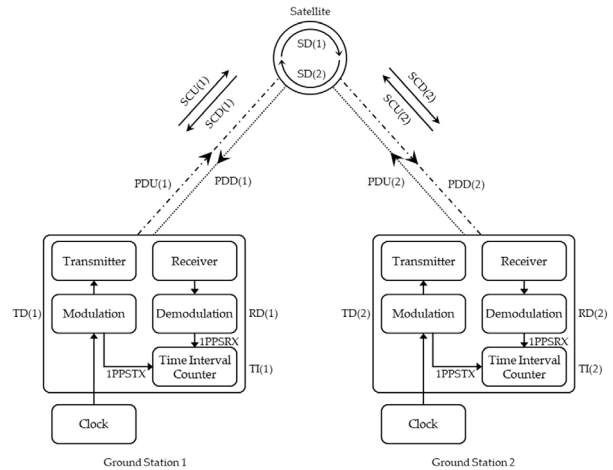 Satellite
SD(1)
SD(2)
SCU(1)
SCD(1)
SCD(2)
SCU(2)
PDU(1)
PDD(1)
PDU(2)
PDD(2)
Transmitter
Receiver
TD(1)
Modulation
Demodulation
RD(1)
1PPSRX
1PPSTX
Time Interval
Counter
TI(1)
Clock
Ground Station 1
Transmitter
Receiver
TD(2)
Modulation
Demodulation
RD(2)
1PPSRX
1PPSTX
Time Interval
Counter
TI(2)
Clock
Ground Station 2